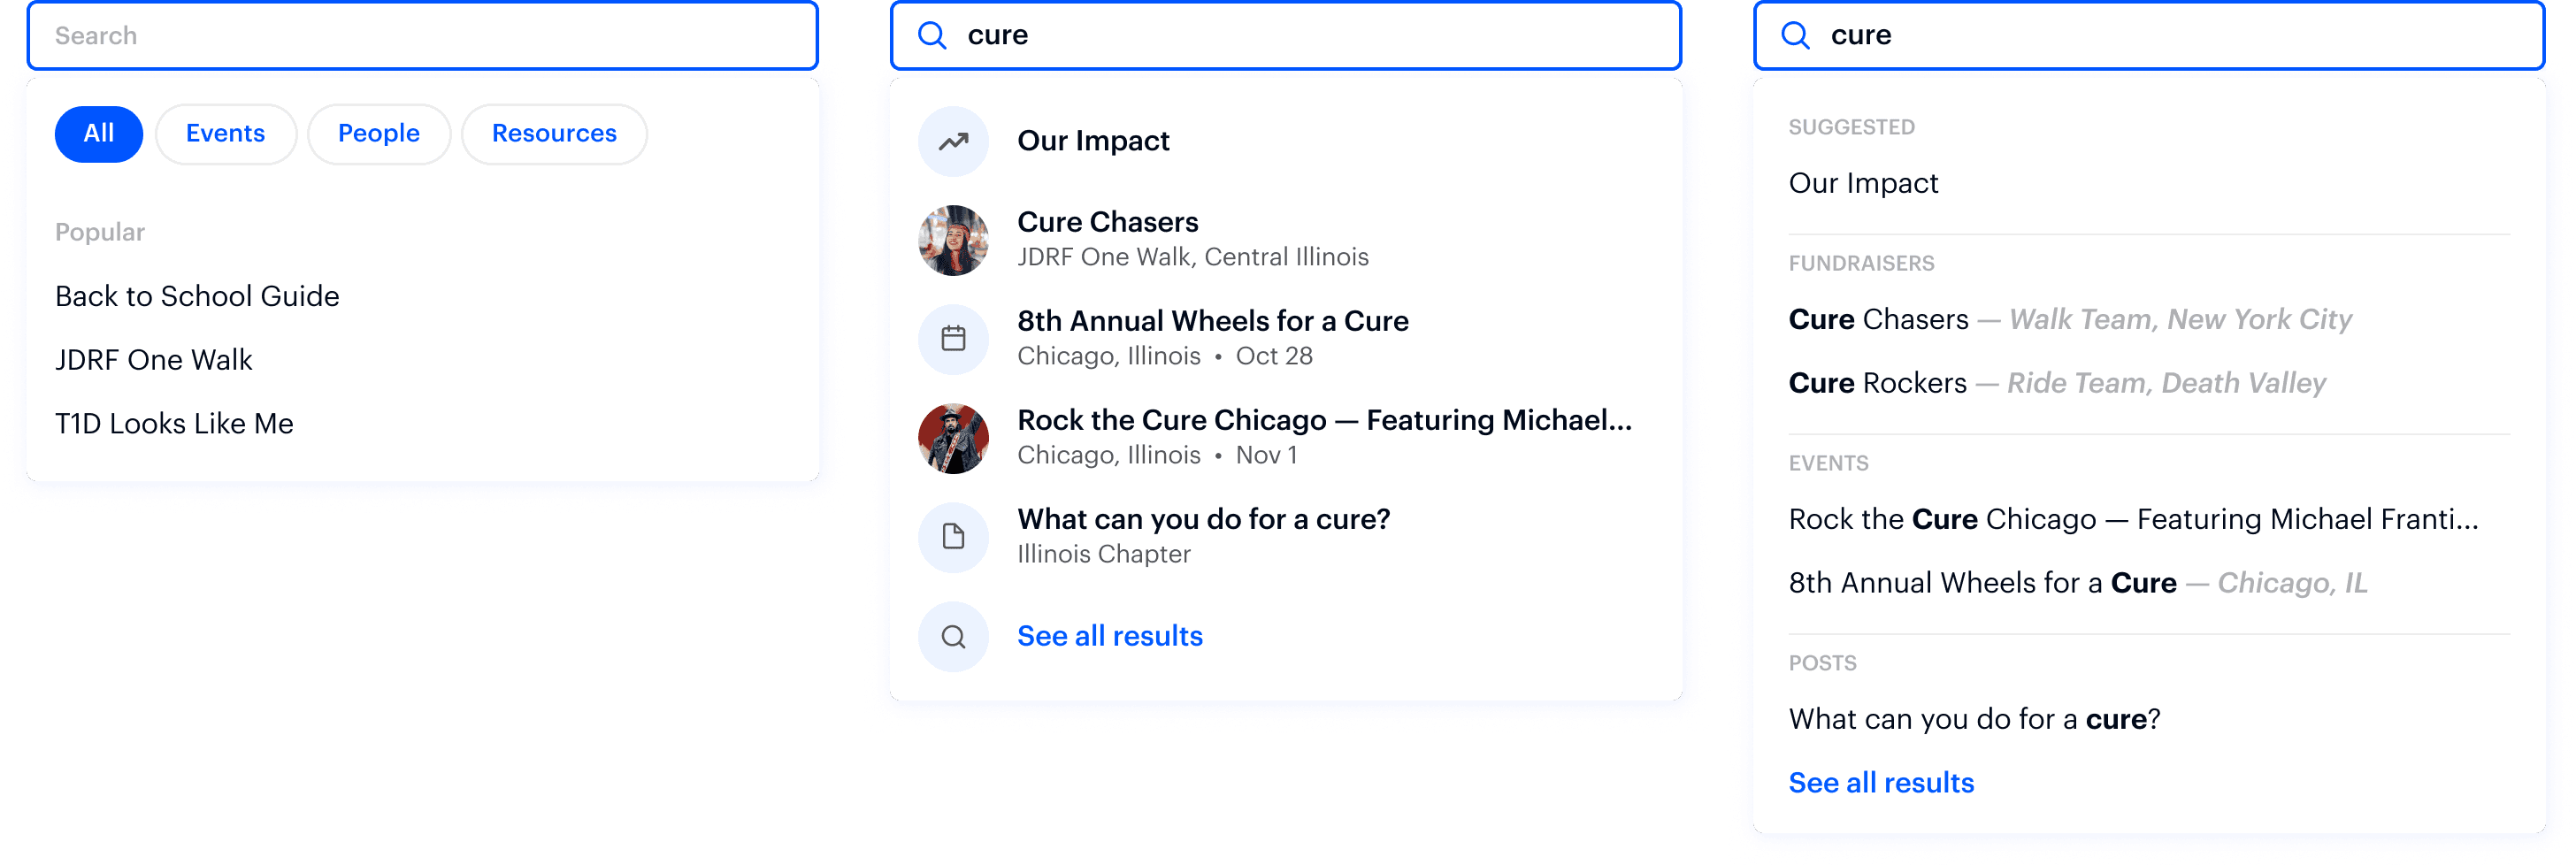 Search
All
Events
People
Resources
Popular
Back to School Guide
JDRF One Walk
T1D Looks Like Me
cure
Our Impact
Cure Chasers
JDRF One Walk, Central Illinois
8th Annual Wheels for a Cure
Chicago, Illinois • Oct 28
Rock the Cure Chicago — Featuring Michael...
Chicago, Illinois • Nov 1
What can you do for a cure?
Illinois Chapter
See all results
cure
SUGGESTED
Our Impact
FUNDRAISERS
Cure Chasers — Walk Team, New York City
Cure Rockers — Ride Team, Death Valley
EVENTS
Rock the Cure Chicago — Featuring Michael Franti...
8th Annual Wheels for a Cure — Chicago, IL
POSTS
What can you do for a cure?
See all results